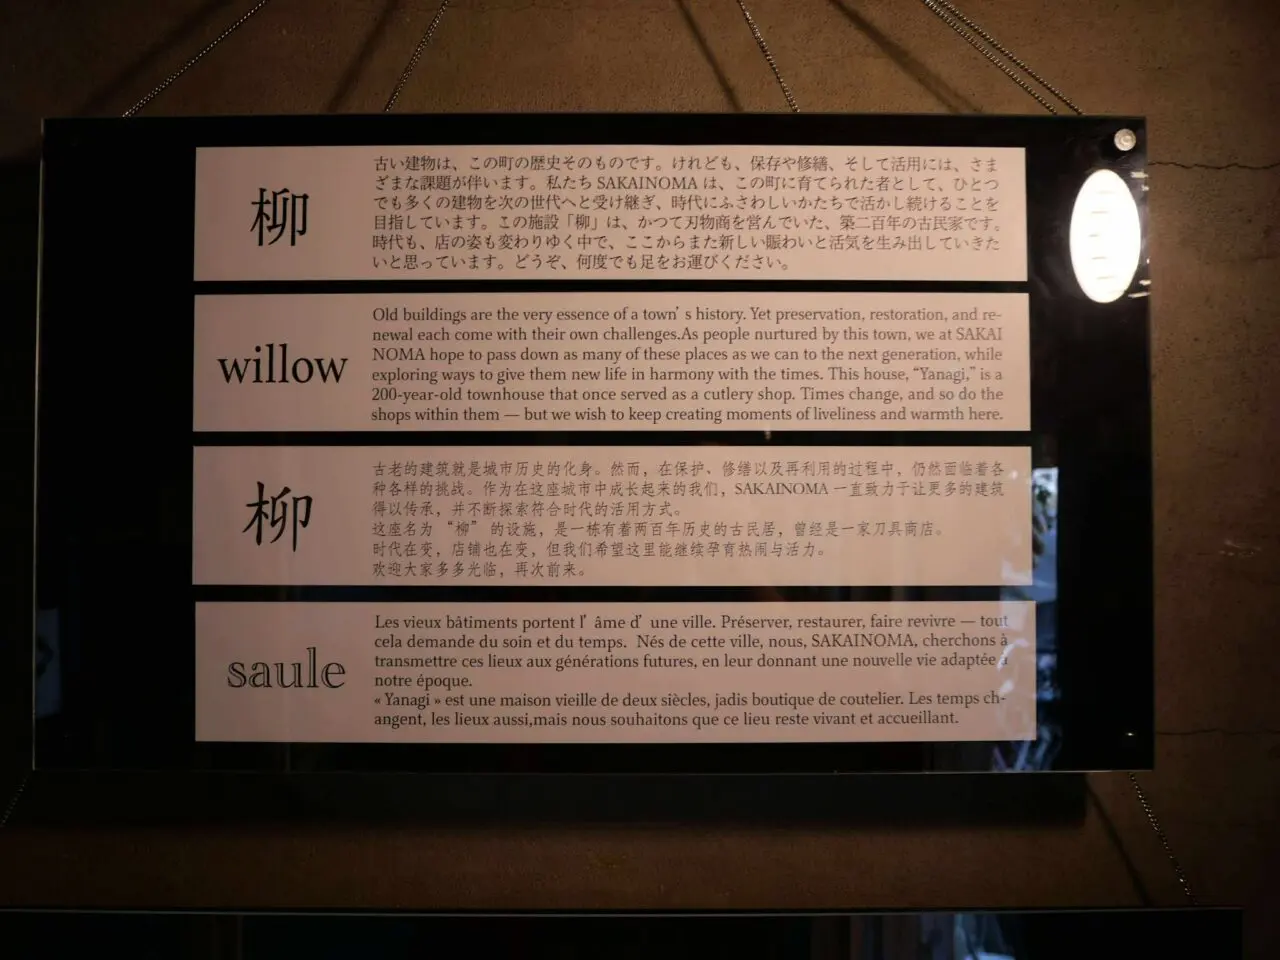 柳
古い建物は、この町の歴史そのものです。けれども、保存や修繕、そして活用には、さま
ざまな課題が伴います。私たち SAKAINOMA は、この町に育てられた者として、ひとつ
でも多くの建物を次の世代へと受け継ぎ、時代にふさわしいかたちで活かし続けることを
目指しています。この施設「柳」は、かつて刃物商を営んでいた、築二百年の古民家です。
時代も、店の姿も変わりゆく中で、ここからまた新しい賑わいと活気を生み出していきた
いと思っています。どうぞ、何度でも足をお運びください。
willow
Old buildings are the very essence of a town’s history. Yet preservation, restoration, and re-
newal each come with their own challenges.As people nurtured by this town, we at SAKAI
NOMA hope to pass down as many of these places as we can to the next generation, while
exploring ways to give them new life in harmony with the times. This house, “Yanagi,” is a
200-year-old townhouse that once served as a cutlery shop. Times change, and so do the
shops within them — but we wish to keep creating moments of liveliness and warmth here.
柳
古老的建筑就是城市历史的化身。然而，在保护、修缮以及再利用的过程中，仍然面临着各
种各样的挑战。作为在这座城市中成长起来的我们，SAKAINOMA 一直致力于让更多的建筑
得以传承，并不断探索符合时代的活用方式。
这座名为 “柳” 的设施，是一栋有着两百年历史的古民居，曾经是一家刀具商店。
时代在变，店铺也在变，但我们希望这里能继续孕育热闹与活力。
欢迎大家多多光临，再次前来。
saule
Les vieux bâtiments portent l’âme d’une ville. Préserver, restaurer, faire revivre — tout
cela demande du soin et du temps. Nés de cette ville, nous, SAKAINOMA, cherchons à
transmettre ces lieux aux générations futures, en leur donnant une nouvelle vie adaptée à
notre époque.
« Yanagi » est une maison vieille de deux siècles, jadis boutique de coutelier. Les temps ch-
angent, les lieux aussi,mais nous souhaitons que ce lieu reste vivant et accueillant.